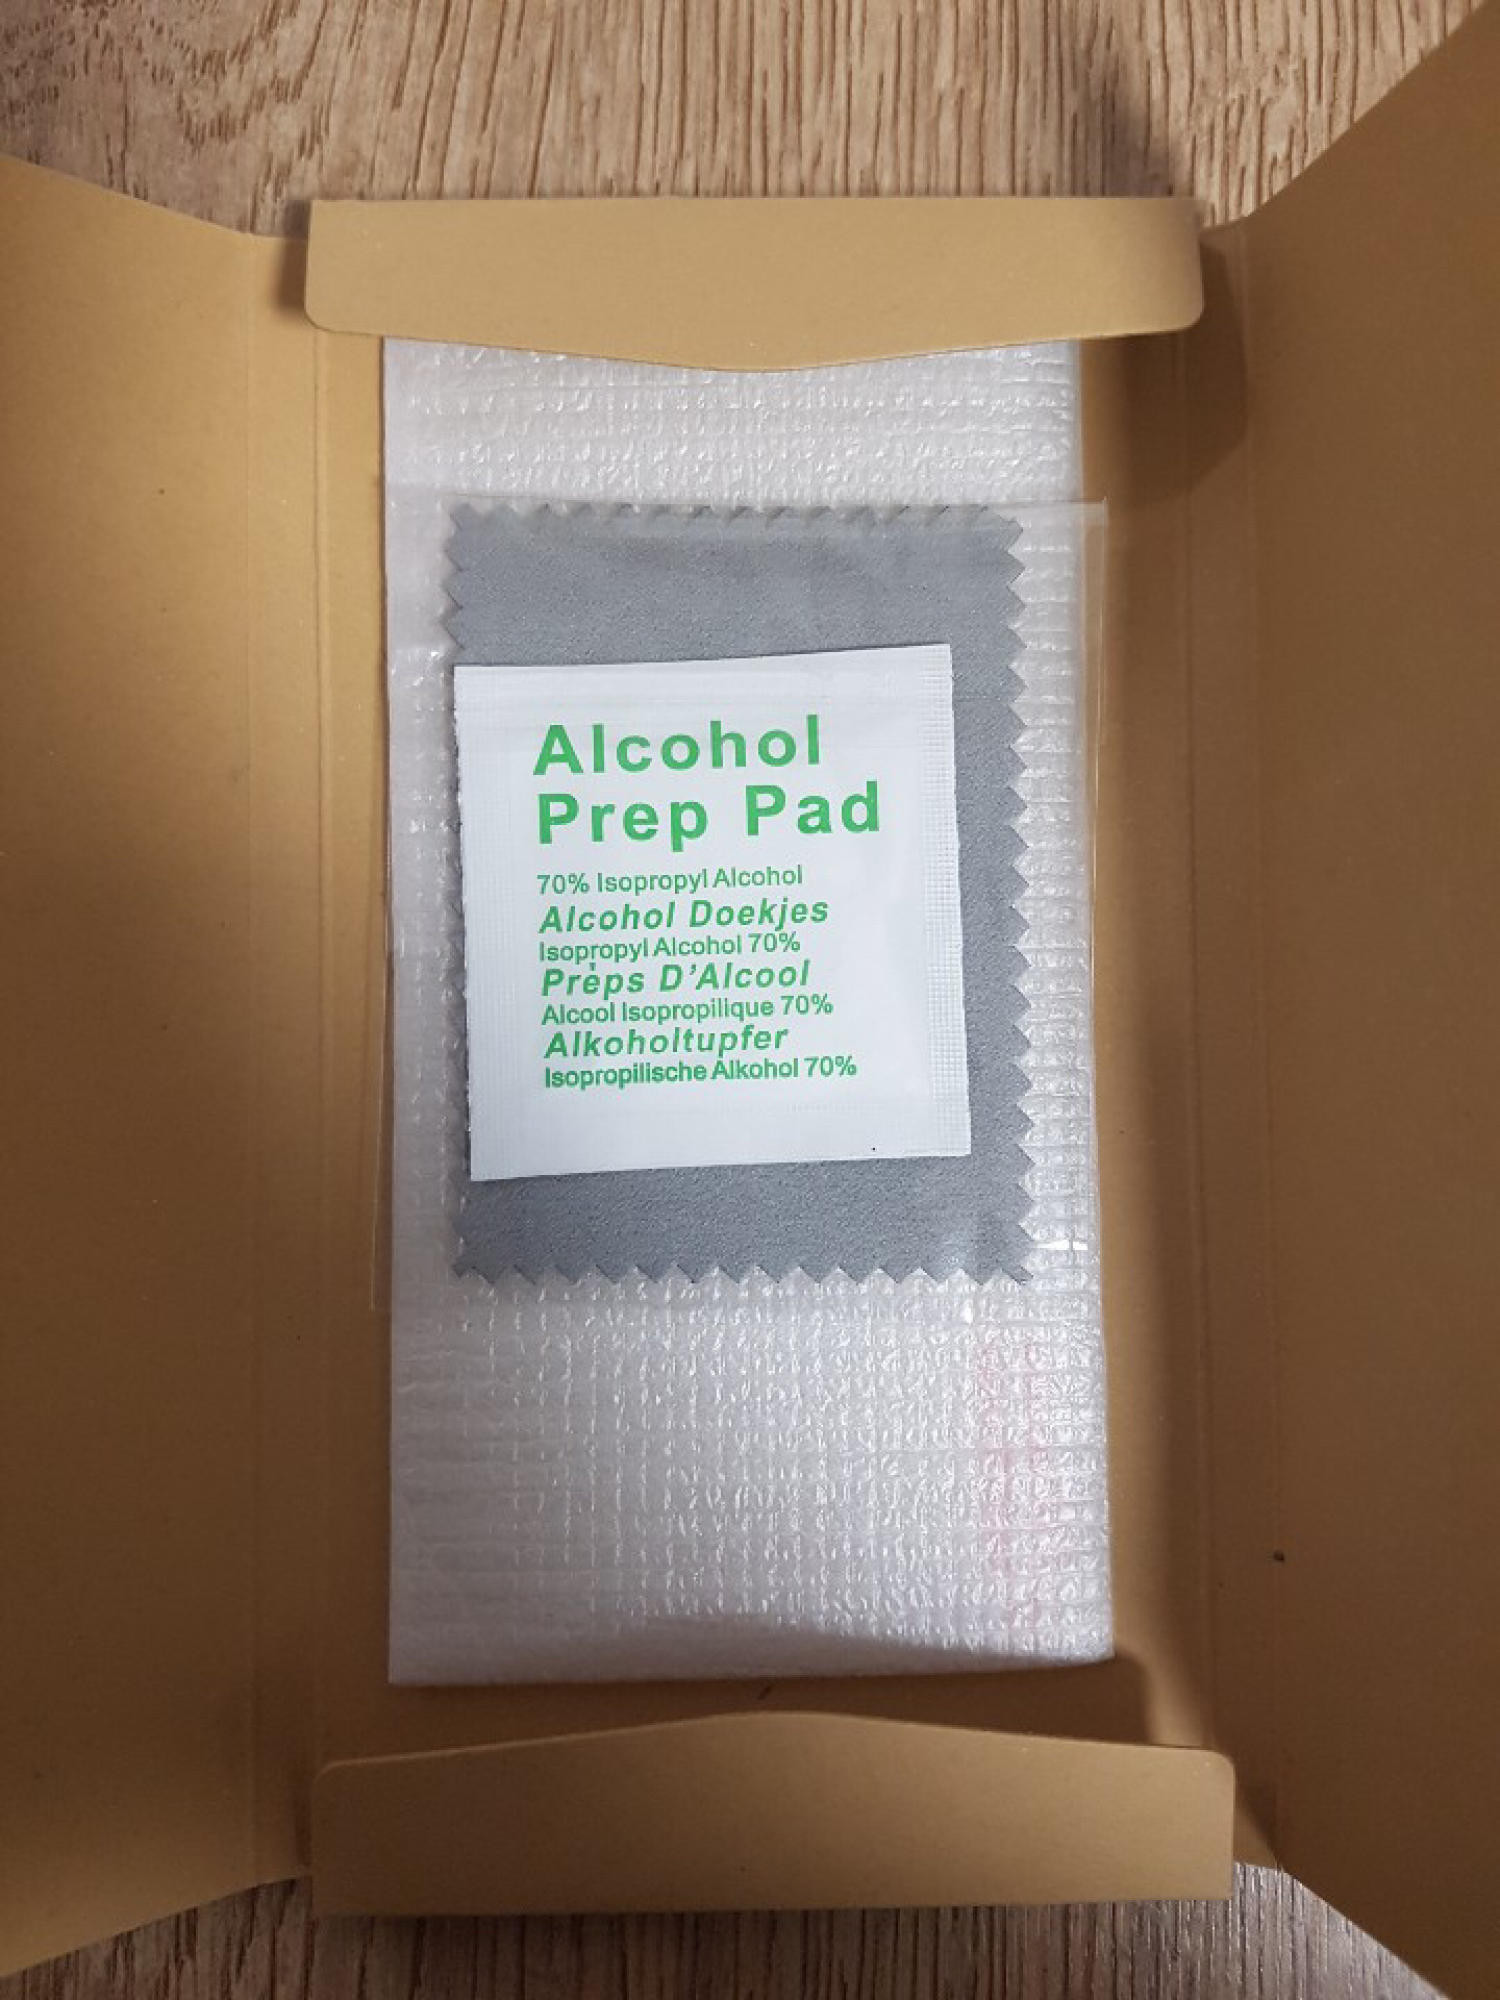 Alcohol
Prep Pad
70% Isopropyl Alcohol
Alcohol Doekjes
Isopropyl Alcohol 70%
Prèps D'Alcool
Alcool Isopropilique 70%
Alkoholtupfer
Isopropilische Alkohol 70%